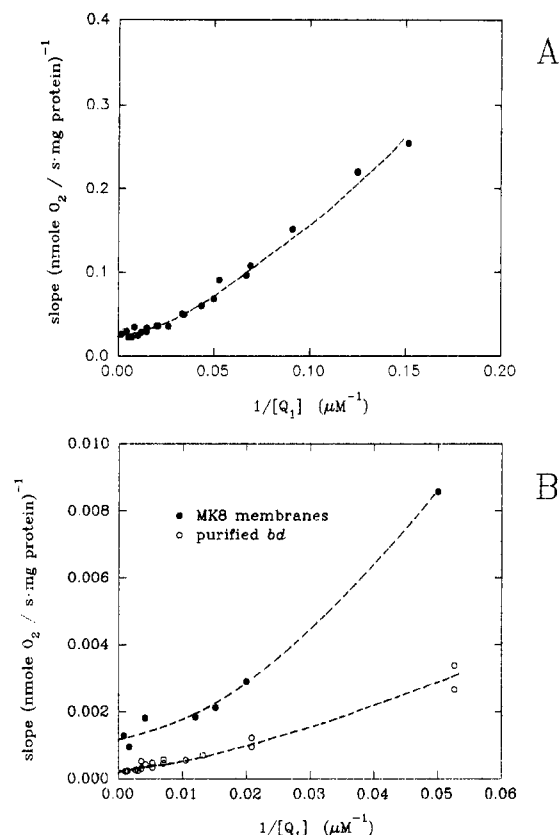 A
0.4
0.3
0.2
0.1
0.0
slope (nmole O₂ / s·mg protein)⁻¹
0.00 0.05 0.10 0.15 0.20
1/[Q₁] (μM⁻¹)
B
0.010
0.008
0.006
0.004
0.002
0.000
slope (nmole O₂ / s·mg protein)⁻¹
● MK8 membranes
○ purified bd
0.00 0.01 0.02 0.03 0.04 0.05 0.06
1/[Q₁] (μM⁻¹)